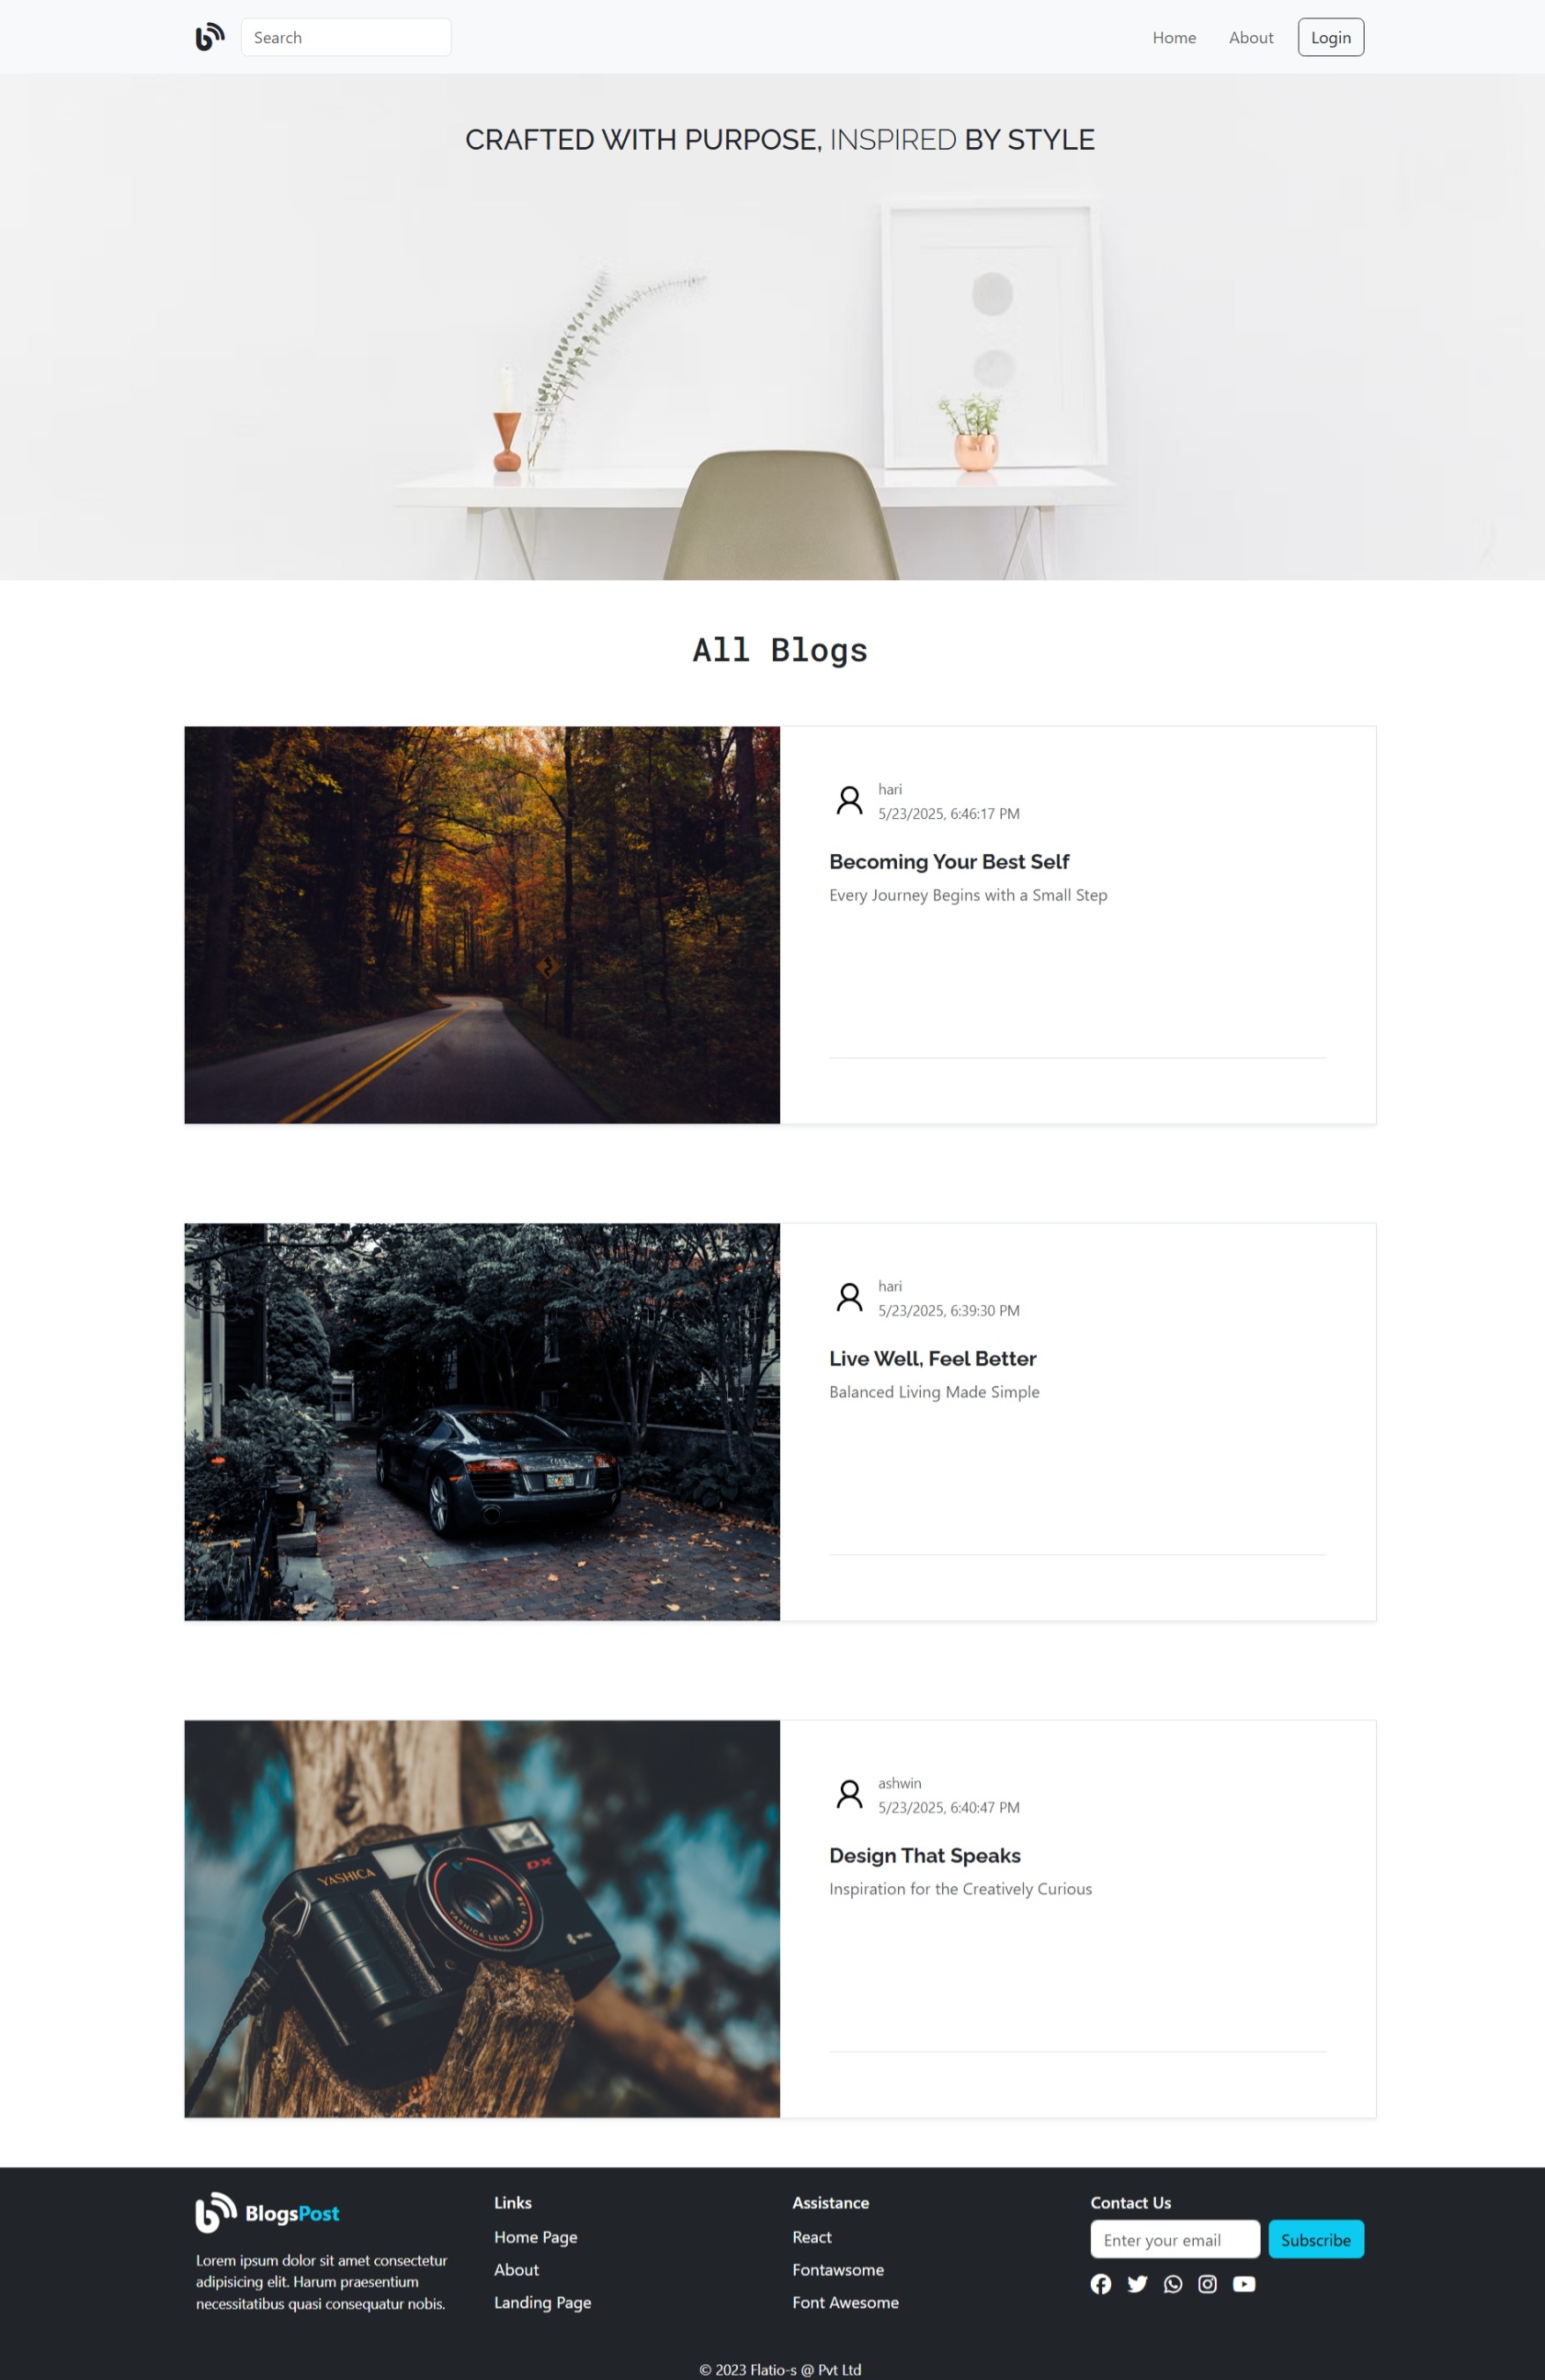 Search
Home
About
Login
CRAFTED WITH PURPOSE, INSPIRED BY STYLE
All Blogs
hari
5/23/2025, 6:46:17 PM
Becoming Your Best Self
Every Journey Begins with a Small Step
hari
5/23/2025, 6:39:30 PM
Live Well, Feel Better
Balanced Living Made Simple
YASHICA
DX
YASHICA LENS
ashwin
5/23/2025, 6:40:47 PM
Design That Speaks
Inspiration for the Creatively Curious
BlogsPost
Lorem ipsum dolor sit amet consectetur
adipisicing elit. Harum praesentium
necessitatibus quasi consequatur nobis.
Links
Home Page
About
Landing Page
Assistance
React
Fontawsome
Font Awesome
Contact Us
Enter your email
Subscribe
© 2023 Flatio-s @ Pvt Ltd